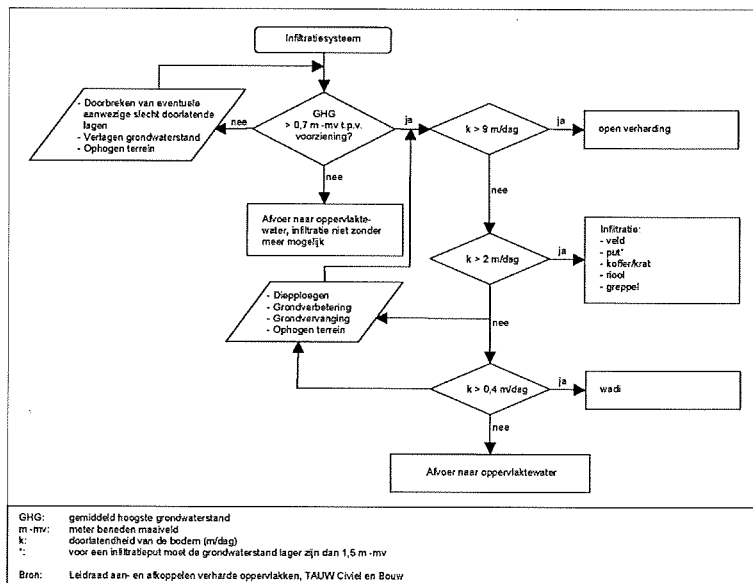 Infiltratiesysteem
- Doorbreken van eventuele
aanwezige slecht doorlatende
lagen
- Verlagen grondwaterstand
- Ophogen terrein
nee
GHG
> 0,7 m -mv t.p.v.
voorziening?
ja
k > 9 m/dag
ja
open verharding
nee
nee
Afvoer naar oppervlakte-
water, infiltratie niet zonder
meer mogelijk
k > 2 m/dag
ja
Infiltratie:
- veld
- put*
- koffer/krat
- riool
- greppel
- Diepploegen
- Grondverbetering
- Grondvervanging
- Ophogen terrein
nee
k > 0,4 m/dag
ja
wadi
nee
Afvoer naar oppervlaktewater
GHG: gemiddeld hoogste grondwaterstand
m -mv: meter beneden maaiveld
k: doorlatendheid van de bodem (m/dag)
*: voor een infiltratieput moet de grondwaterstand lager zijn dan 1,5 m -mv
Bron: Leidraad aan- en afkoppelen verharde oppervlakken, TAUW Civiel en Bouw